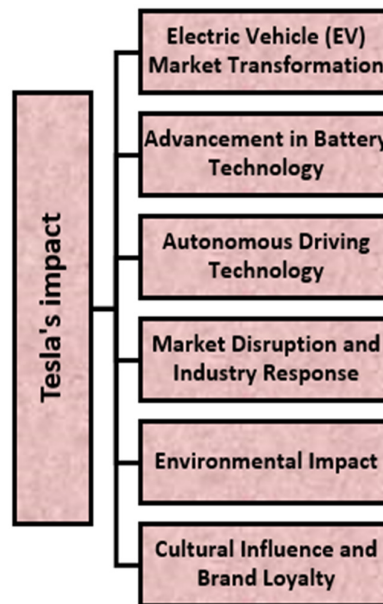 Tesla's impact
Electric Vehicle (EV)
Market Transformation
Advancement in Battery
Technology
Autonomous Driving
Technology
Market Disruption and
Industry Response
Environmental Impact
Cultural Influence and
Brand Loyalty